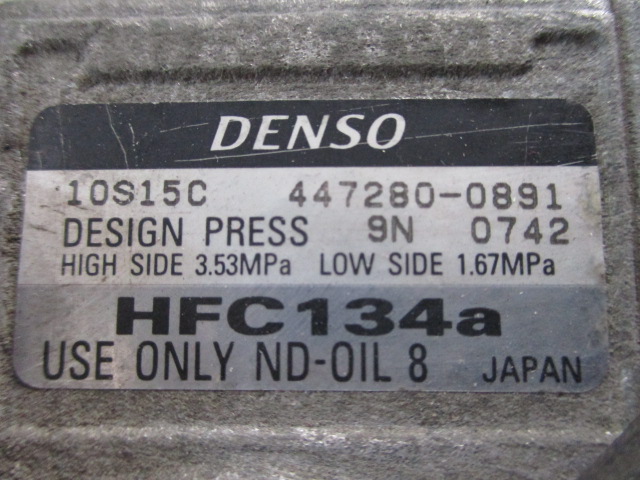 DENSO
10S15C 447280-0891
DESIGN PRESS 9N 0742
HIGH SIDE 3.53MPa LOW SIDE 1.67MPa
HFC134a
USE ONLY ND-OIL 8 JAPAN